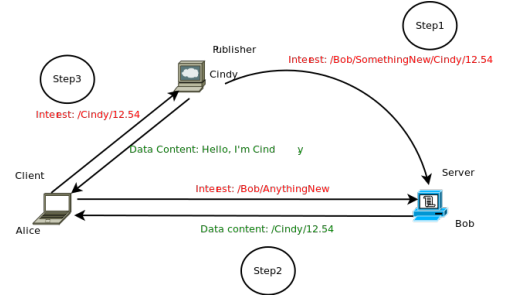 Step1
Publisher
Interest: /Bob/SomethingNew/Cindy/12.54
Step3
Cindy
Interest: /Cindy/12.54
Data Content: Hello, I'm Cind y
Client
Server
Interest: /Bob/AnythingNew
Alice
Bob
Data content: /Cindy/12.54
Step2